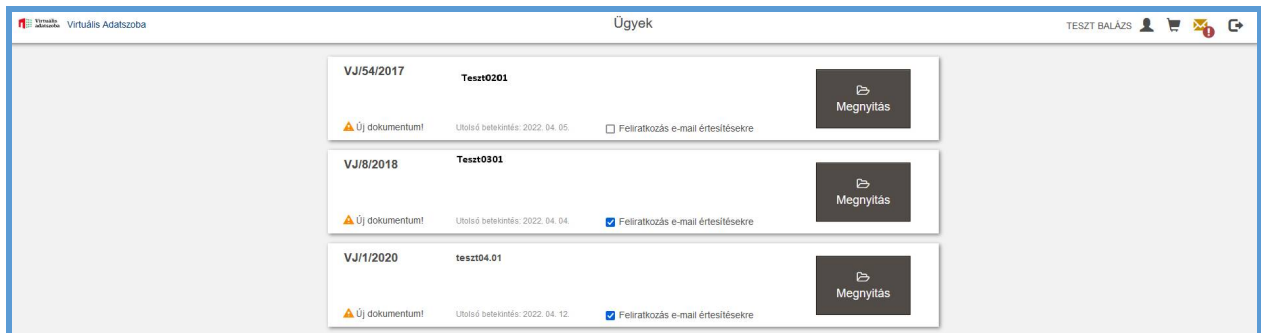 Virtuális adatszoba Virtuális Adatszoba Ügyek TESZT BALÁZS
VJ/54/2017 Teszt0201
Megnyitás
Új dokumentum! Utolsó betekintés: 2022. 04. 05. Feliratkozás e-mail értesítésekre
VJ/8/2018 Teszt0301
Megnyitás
Új dokumentum! Utolsó betekintés: 2022. 04. 04. Feliratkozás e-mail értesítésekre
VJ/1/2020 teszt04.01
Megnyitás
Új dokumentum! Utolsó betekintés: 2022. 04. 12. Feliratkozás e-mail értesítésekre